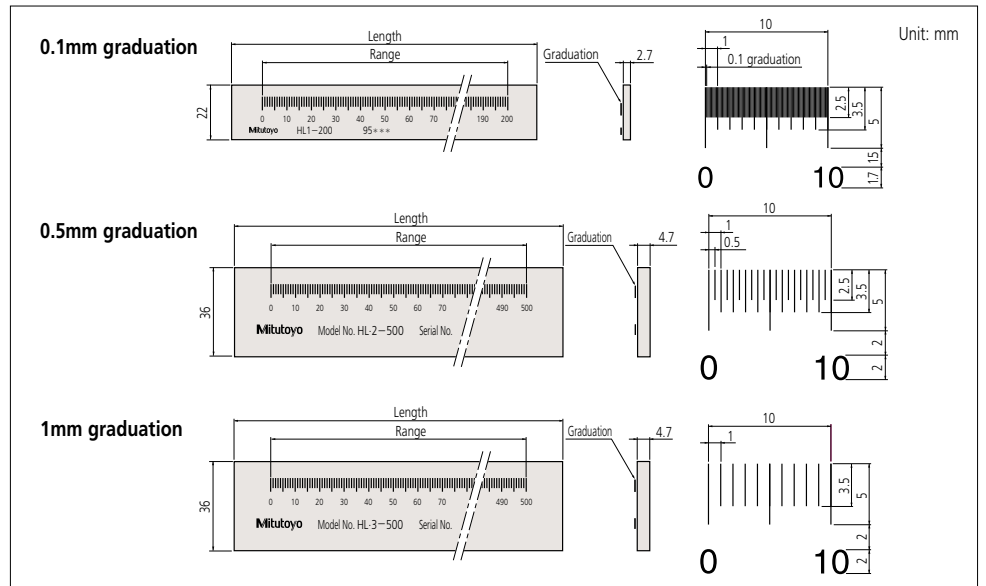 Unit: mm
0.1mm graduation
Length
Range
Graduation
2.7
10
1
0.1 graduation
22
0 10 20 30 40 50 60 70 190 200
Mitutoyo HL1−200 95***
2.5
3.5
5
15
1.7
0 10
0.5mm graduation
Length
Range
Graduation
4.7
10
1
0.5
36
0 10 20 30 40 50 60 70 490 500
Mitutoyo Model No. HL-2−500 Serial No.
2.5
3.5
5
2
2
0 10
1mm graduation
Length
Range
Graduation
4.7
10
1
36
0 10 20 30 40 50 60 70 490 500
Mitutoyo Model No. HL-3−500 Serial No.
3.5
5
2
2
0 10